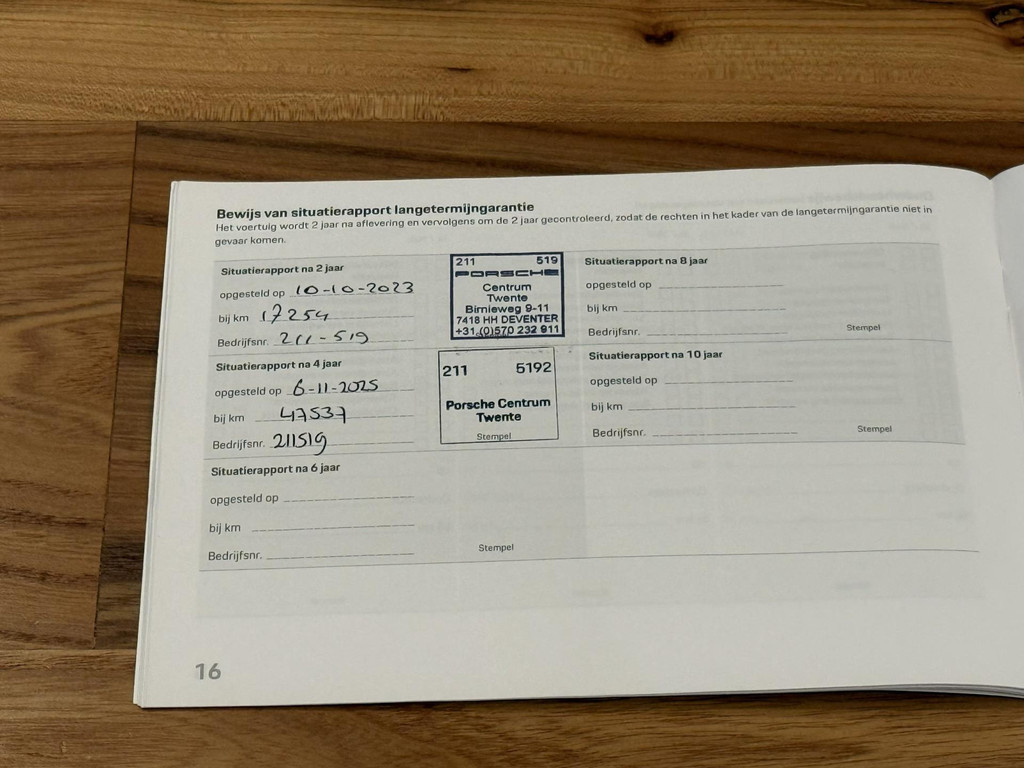 Bewijs van situatierapport langetermijngarantie
Het voertuig wordt 2 jaar na aflevering en vervolgens om de 2 jaar gecontroleerd, zodat de rechten in het kader van de langetermijngarantie niet in
gevaar komen.
Situatierapport na 2 jaar
opgesteld op 10-10-2023
bij km 17254
Bedrijfsnr. 211-519
211 519
PORSCHE
Centrum
Twente
Birnieweg 9-11
7418 HH DEVENTER
+31 (0)570 232 911
Situatierapport na 4 jaar
opgesteld op 6-11-2025
bij km 47537
Bedrijfsnr. 211519
211 5192
Porsche Centrum
Twente
Stempel
Situatierapport na 6 jaar
opgesteld op
bij km
Bedrijfsnr.
Stempel
Situatierapport na 8 jaar
opgesteld op
bij km
Bedrijfsnr.
Stempel
Situatierapport na 10 jaar
opgesteld op
bij km
Bedrijfsnr.
Stempel
16